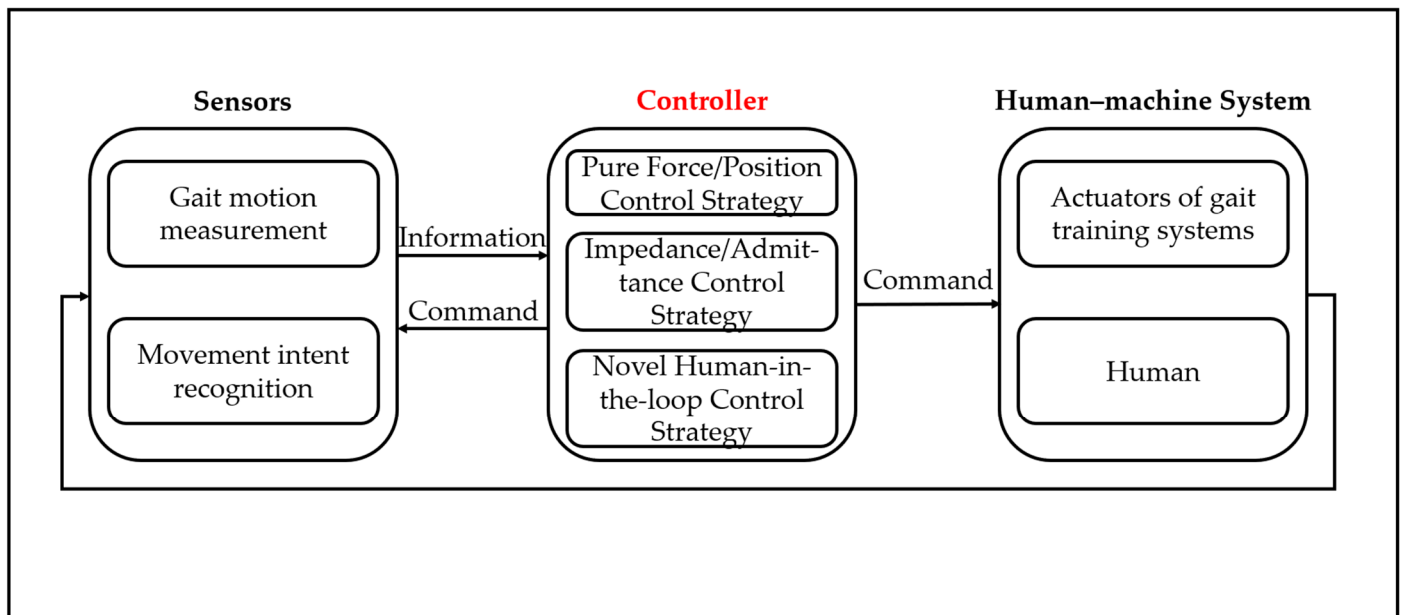 Sensors
Gait motion
measurement
Movement intent
recognition
Information
Command
Controller
Pure Force/Position
Control Strategy
Impedance/Admit-
tance Control
Strategy
Novel Human-in-
the-loop Control
Strategy
Command
Human–machine System
Actuators of gait
training systems
Human